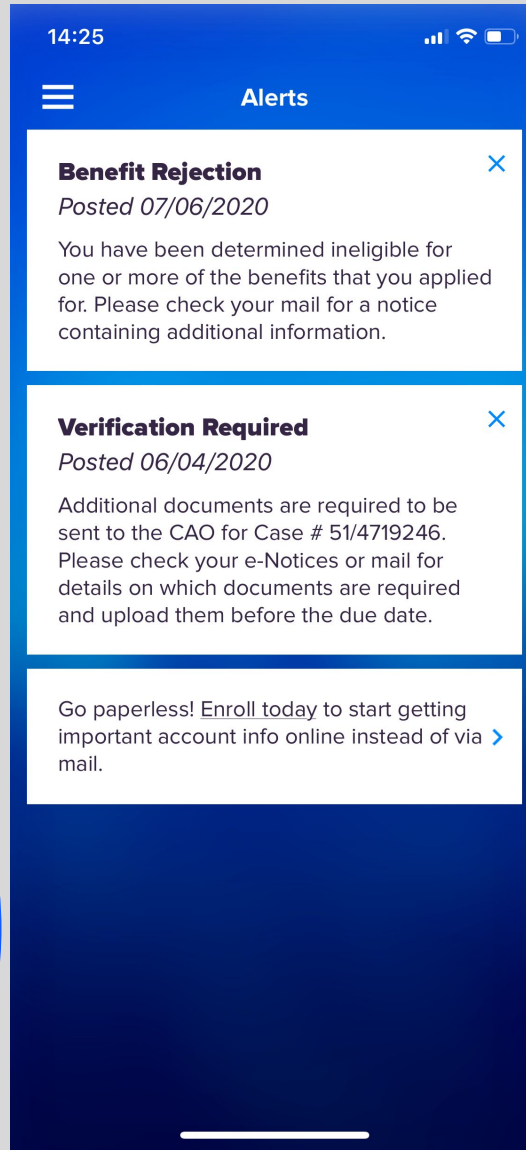 14:25
Alerts
Benefit Rejection
Posted 07/06/2020
You have been determined ineligible for
one or more of the benefits that you applied
for. Please check your mail for a notice
containing additional information.
Verification Required
Posted 06/04/2020
Additional documents are required to be
sent to the CAO for Case # 51/4719246.
Please check your e-Notices or mail for
details on which documents are required
and upload them before the due date.
Go paperless! Enroll today to start getting
important account info online instead of via
mail.